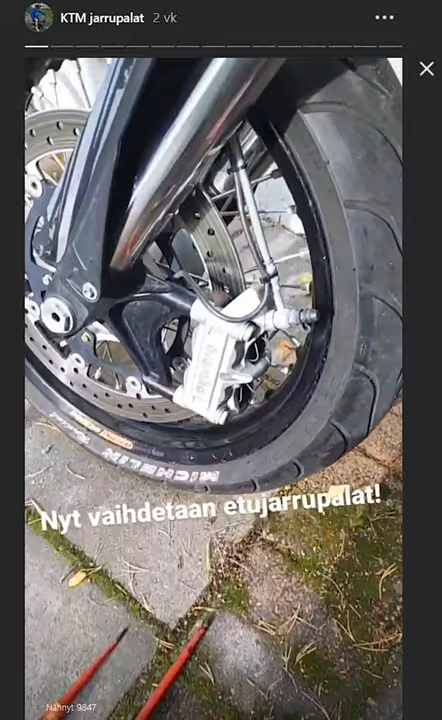 KTM jarrupalat 2 vk
MICHELIN
Nyt vaihdetaan etujarrupalat!
Nähnyt 9847